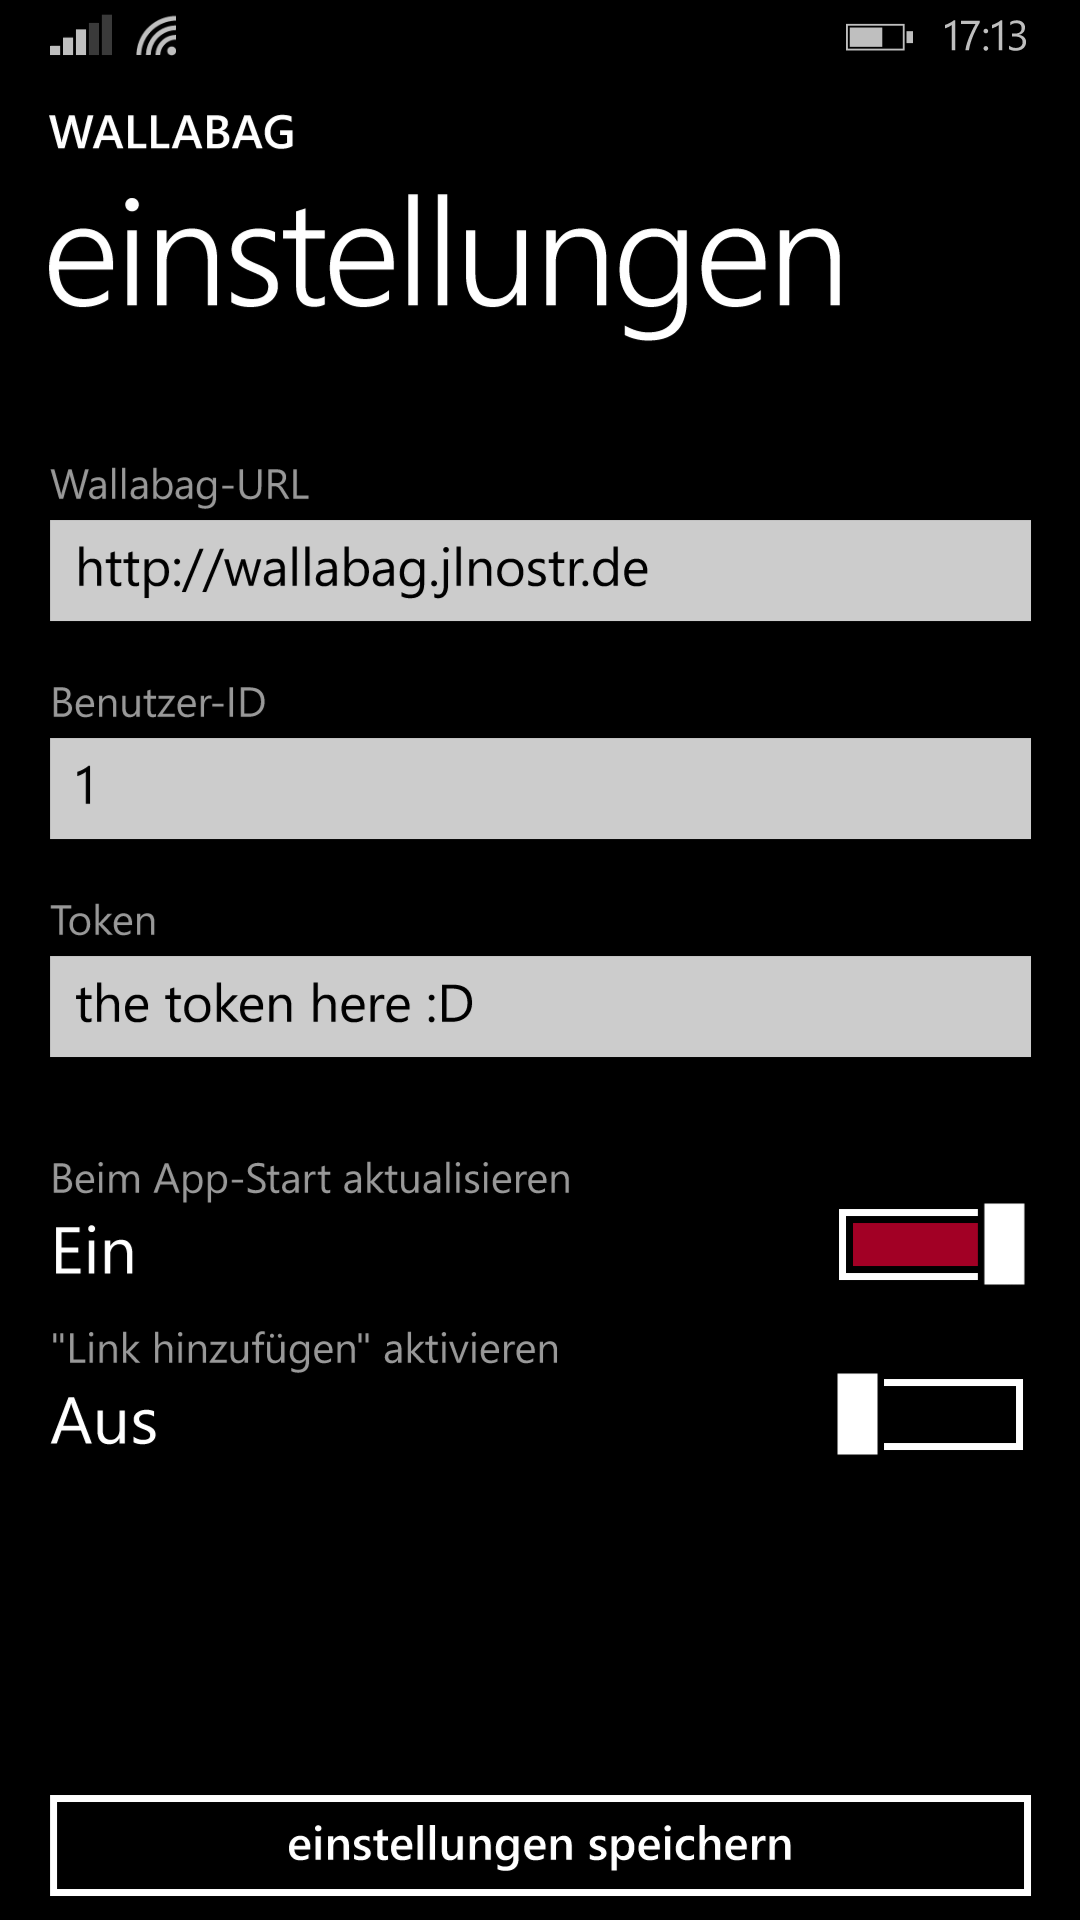 17:13
WALLABAG
einstellungen
Wallabag-URL
http://wallabag.jlnostr.de
Benutzer-ID
1
Token
the token here :D
Beim App-Start aktualisieren
Ein
"Link hinzufügen" aktivieren
Aus
einstellungen speichern